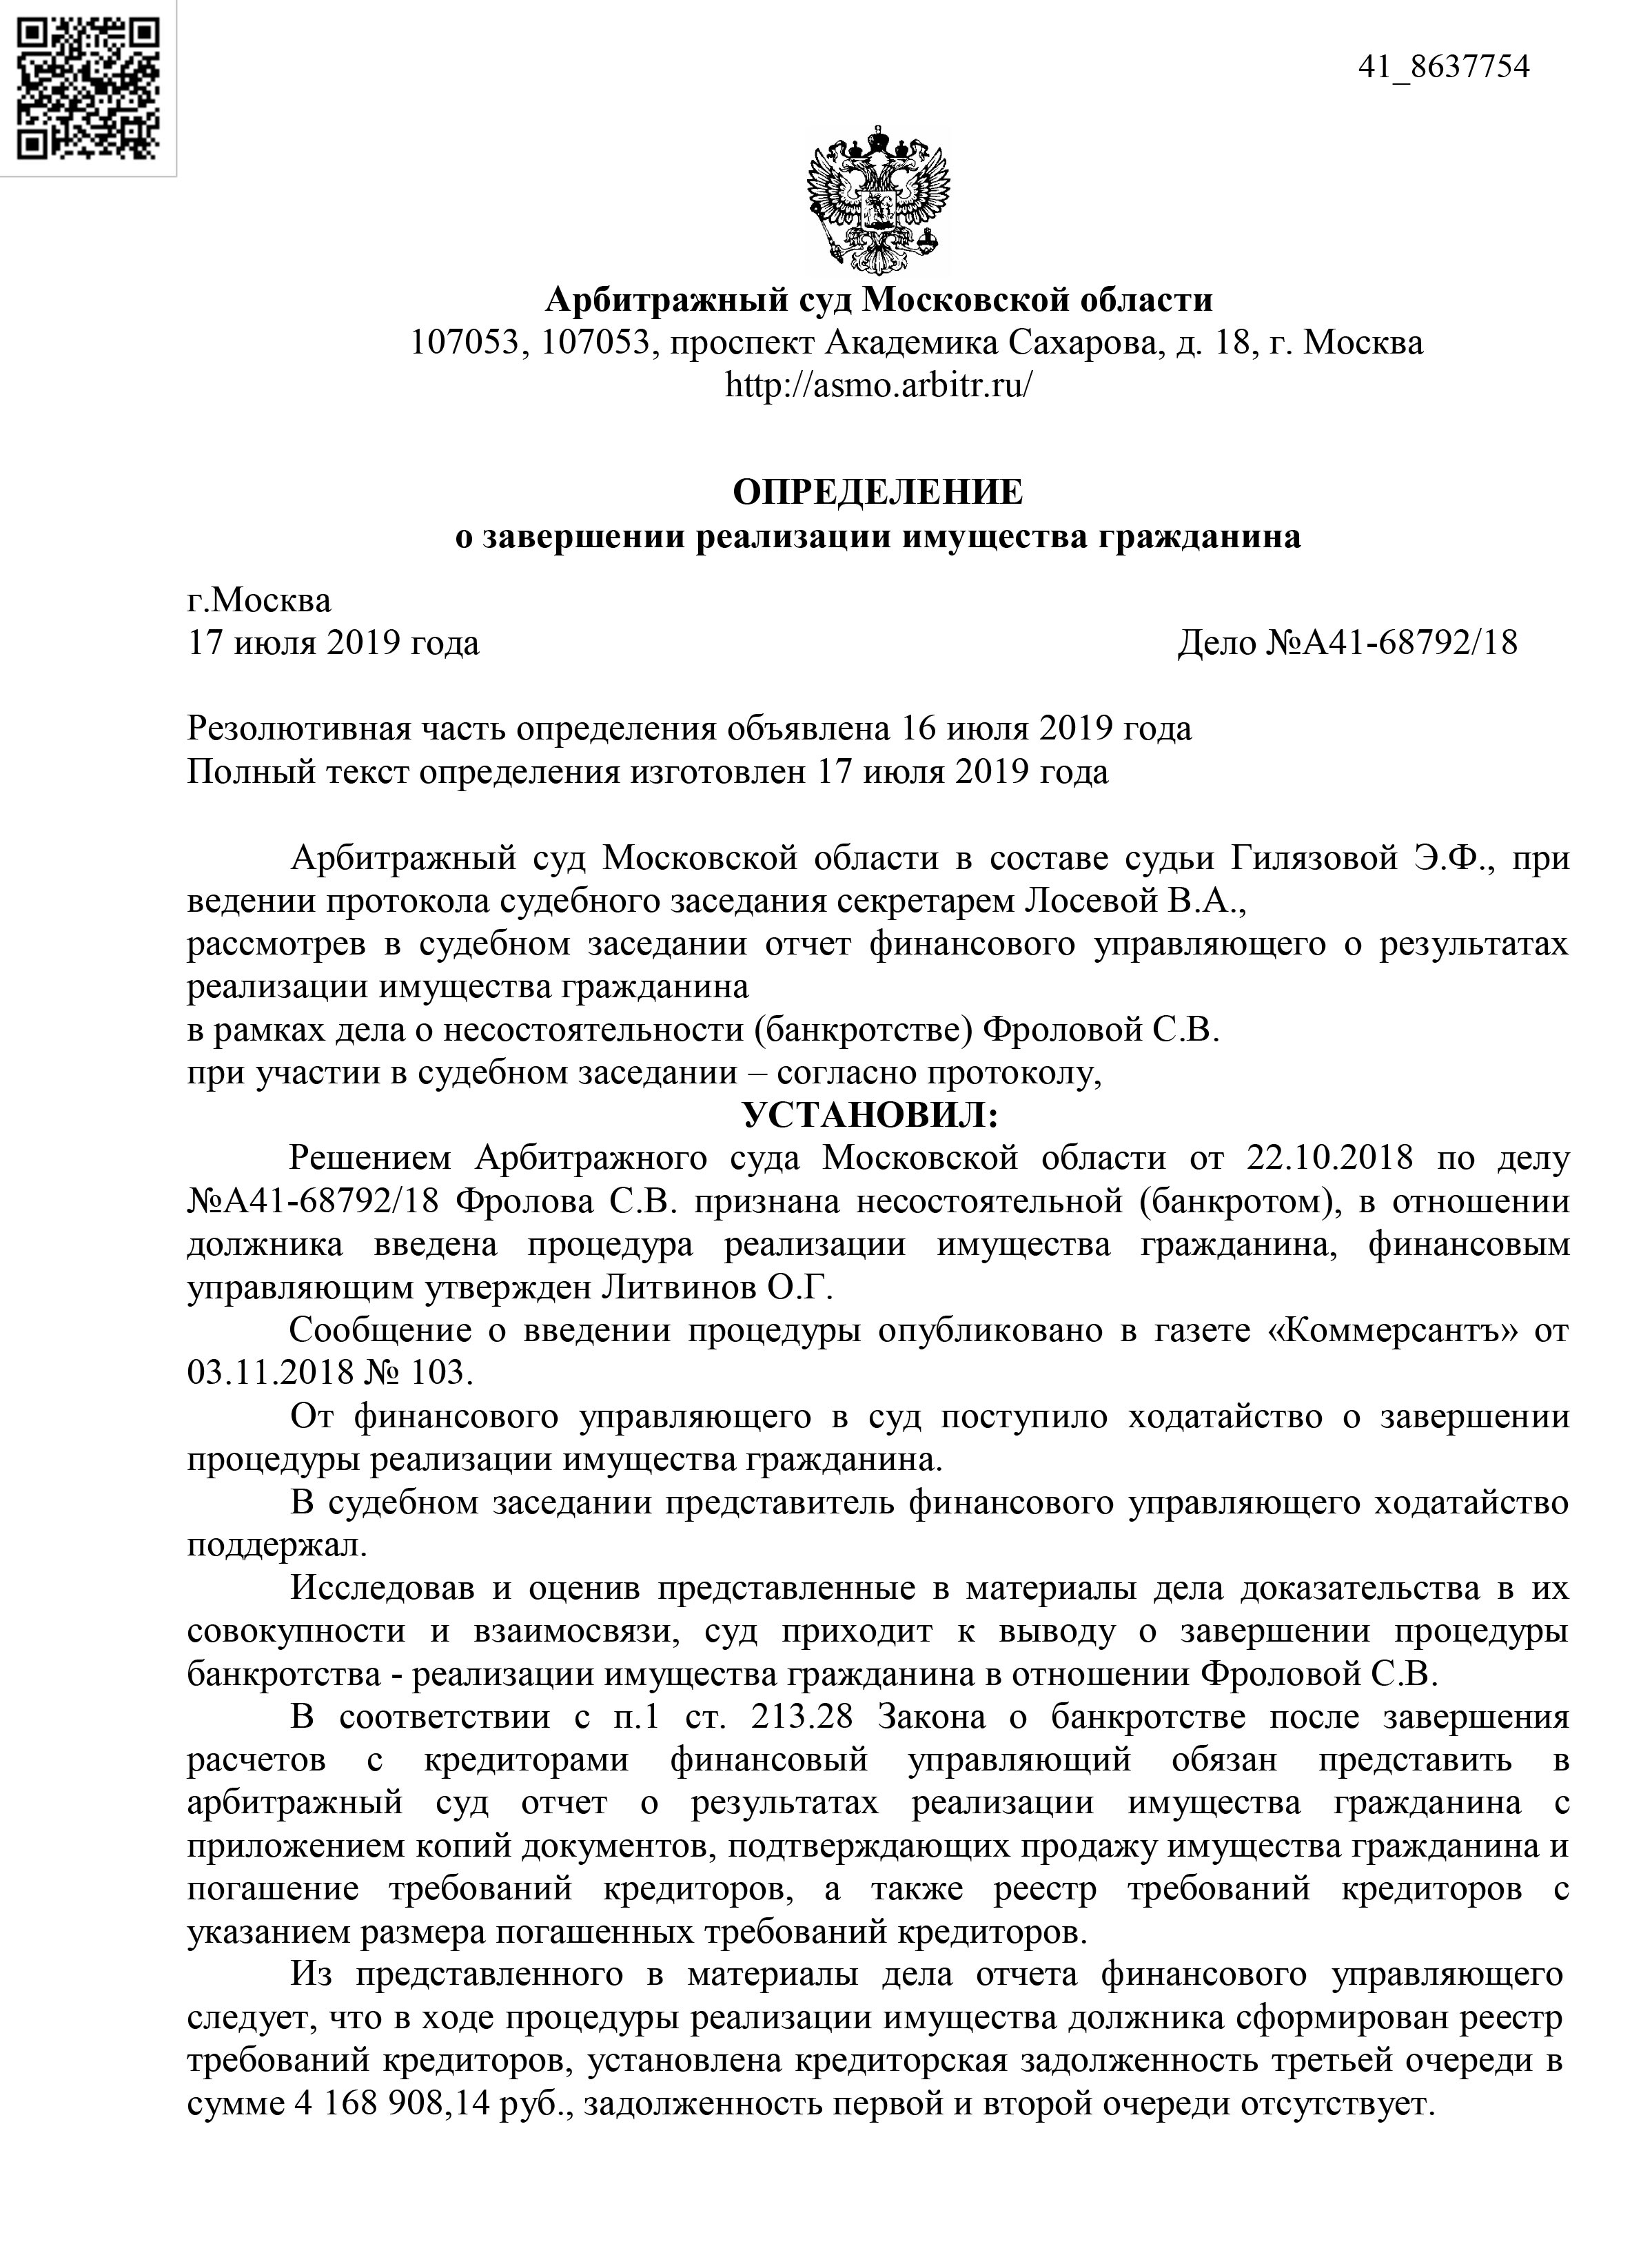 41_8637754
Арбитражный суд Московской области
107053, 107053, проспект Академика Сахарова, д. 18, г. Москва
http://asmo.arbitr.ru/
ОПРЕДЕЛЕНИЕ
о завершении реализации имущества гражданина
г.Москва
17 июля 2019 года Дело №А41-68792/18
Резолютивная часть определения объявлена 16 июля 2019 года
Полный текст определения изготовлен 17 июля 2019 года
Арбитражный суд Московской области в составе судьи Гилязовой Э.Ф., при
ведении протокола судебного заседания секретарем Лосевой В.А.,
рассмотрев в судебном заседании отчет финансового управляющего о результатах
реализации имущества гражданина
в рамках дела о несостоятельности (банкротстве) Фроловой С.В.
при участии в судебном заседании – согласно протоколу,
УСТАНОВИЛ:
Решением Арбитражного суда Московской области от 22.10.2018 по делу
№А41-68792/18 Фролова С.В. признана несостоятельной (банкротом), в отношении
должника введена процедура реализации имущества гражданина, финансовым
управляющим утвержден Литвинов О.Г.
Сообщение о введении процедуры опубликовано в газете «Коммерсантъ» от
03.11.2018 № 103.
От финансового управляющего в суд поступило ходатайство о завершении
процедуры реализации имущества гражданина.
В судебном заседании представитель финансового управляющего ходатайство
поддержал.
Исследовав и оценив представленные в материалы дела доказательства в их
совокупности и взаимосвязи, суд приходит к выводу о завершении процедуры
банкротства - реализации имущества гражданина в отношении Фроловой С.В.
В соответствии с п.1 ст. 213.28 Закона о банкротстве после завершения
расчетов с кредиторами финансовый управляющий обязан представить в
арбитражный суд отчет о результатах реализации имущества гражданина с
приложением копий документов, подтверждающих продажу имущества гражданина и
погашение требований кредиторов, а также реестр требований кредиторов с
указанием размера погашенных требований кредиторов.
Из представленного в материалы дела отчета финансового управляющего
следует, что в ходе процедуры реализации имущества должника сформирован реестр
требований кредиторов, установлена кредиторская задолженность третьей очереди в
сумме 4 168 908,14 руб., задолженность первой и второй очереди отсутствует.